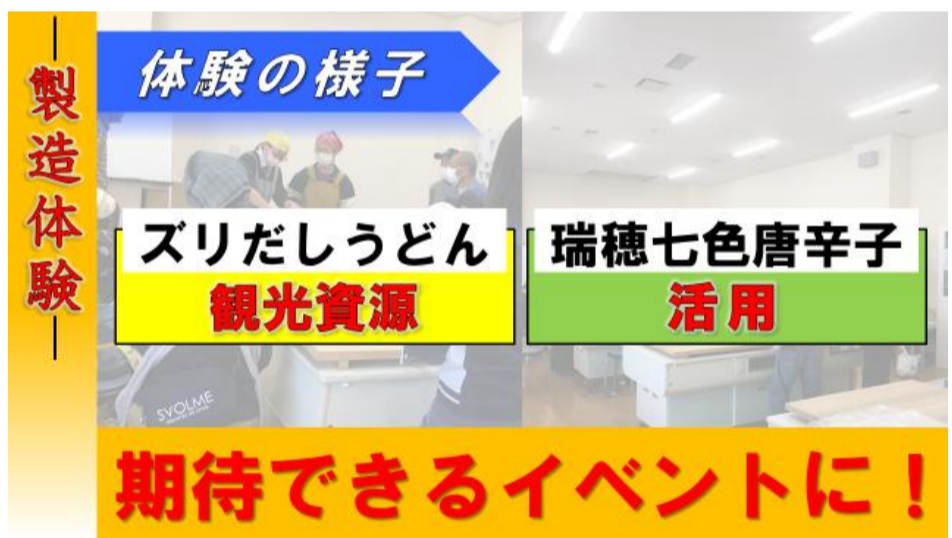 製造体験
体験の様子
ズリだしうどん
観光資源
瑞穂七色唐辛子
活用
SVOLME
期待できるイベントに！